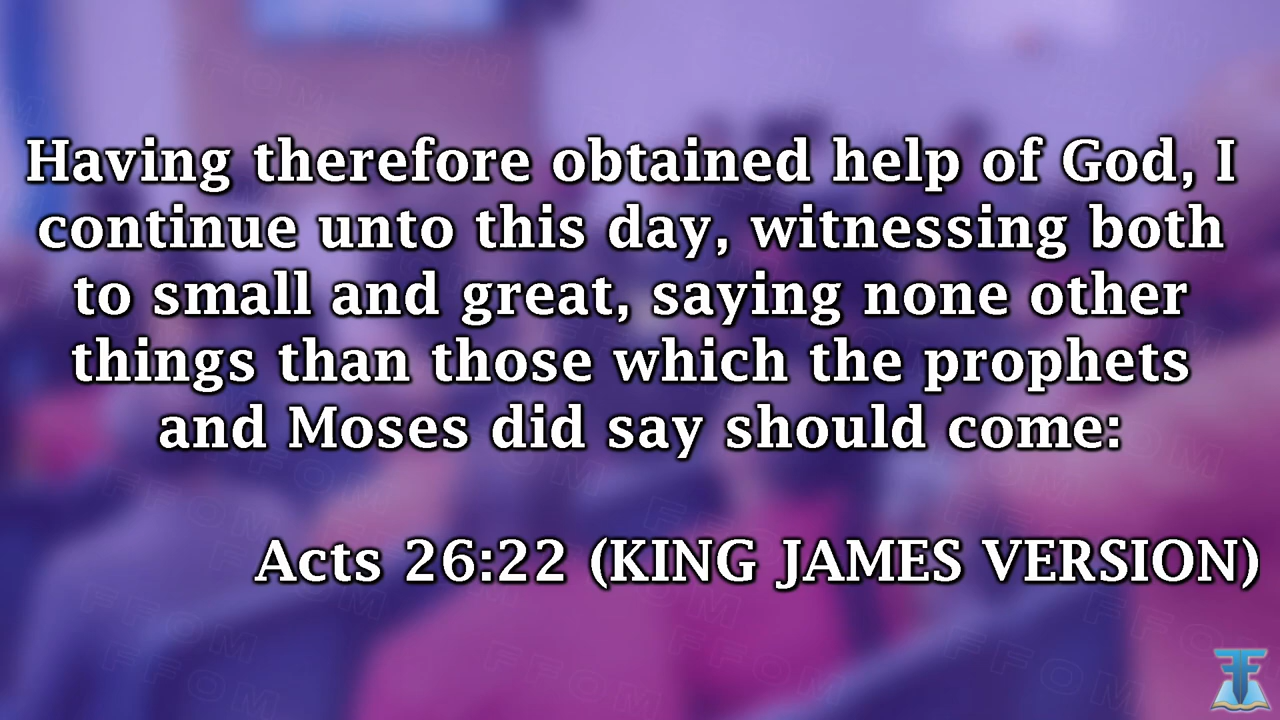 Having therefore obtained help of God, I
continue unto this day, witnessing both
to small and great, saying none other
things than those which the prophets
and Moses did say should come:
Acts 26:22 (KING JAMES VERSION)
FFOM